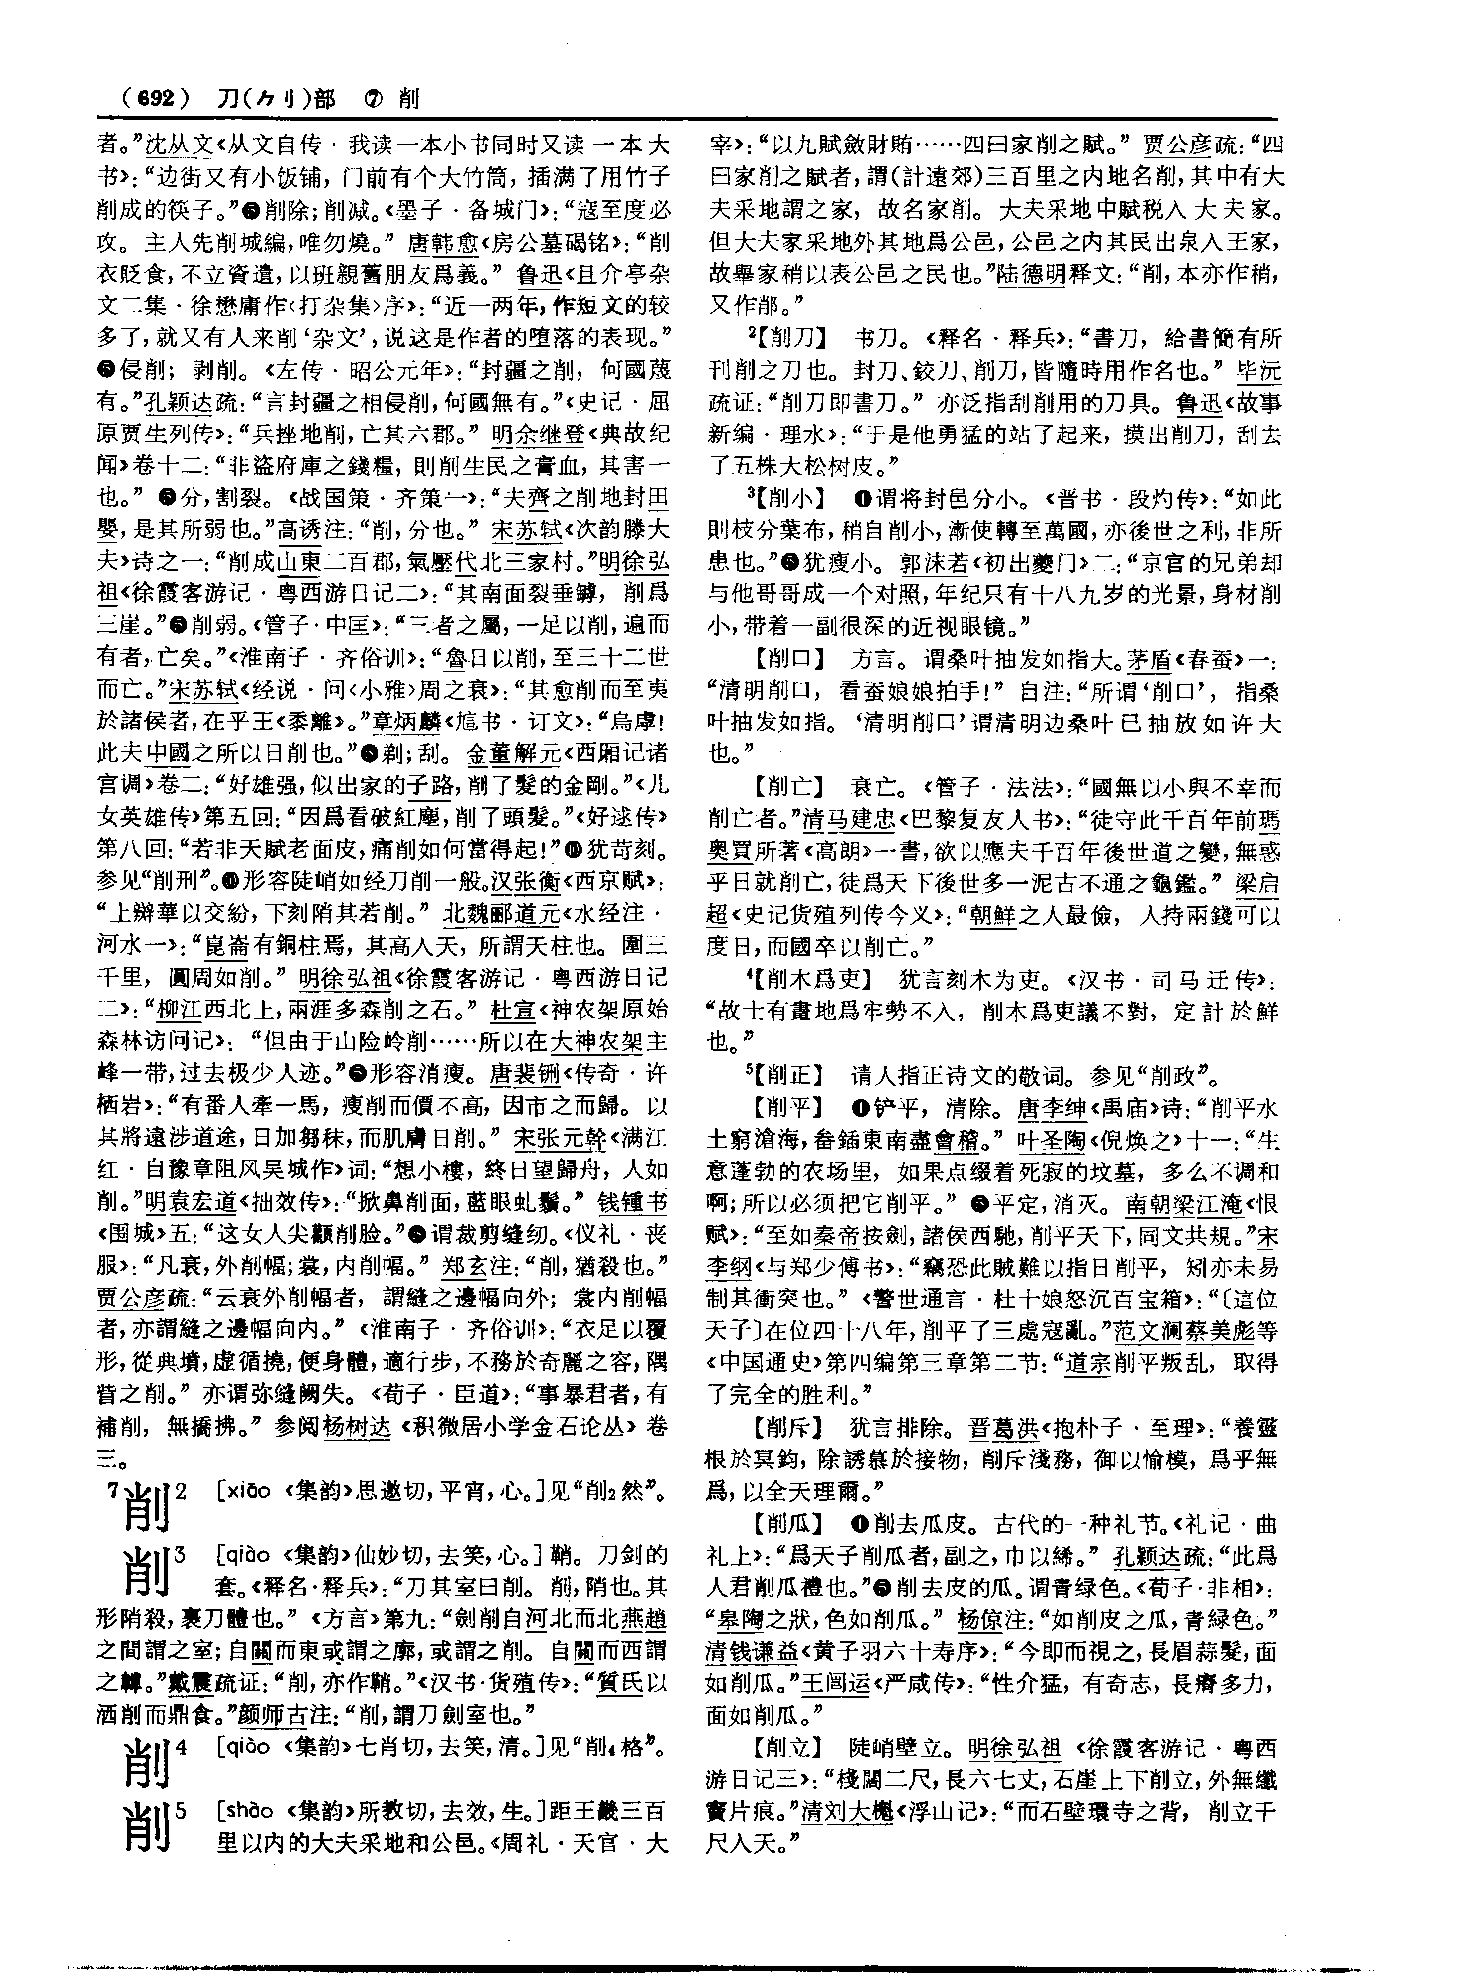 (692) 刀(⺈刂)部 ⑦ 削
者。”沈从文《从文自传·我读一本小书同时又读一本大
书》：“边街又有小饭铺，门前有个大竹筒，插满了用竹子
削成的筷子。”❸削除；削减。《墨子·备城门》：“寇至度必
攻。主人先削城編，唯勿燒。”唐韩愈《房公墓碣铭》：“削
衣貶食，不立資遺，以班親舊朋友爲義。”鲁迅《且介亭杂
文二集·徐懋庸作〈打杂集〉序》：“近一两年，作短文的较
多了，就又有人来削‘杂文’，说这是作者的堕落的表现。”
侵削；剥削。《左传·昭公元年》：“封疆之削，何國蔑
有。”孔颖达疏：“言封疆之相侵削，何國無有。”《史记·屈
原贾生列传》：“兵挫地削，亡其六郡。”明余继登《典故纪
闻》卷十二：“非盜府庫之錢糧，則削生民之膏血，其害一
也。”分，割裂。《战国策·齐策一》：“夫齊之削地封田
嬰，是其所弱也。”高诱注：“削，分也。”宋苏轼《次韵滕大
夫》诗之一：“削成山東二百郡，氣壓代北三家村。”明徐弘
祖《徐霞客游记·粤西游日记二》：“其南面裂垂罅，削爲
三崖。”削弱。《管子·中匡》：“三者之屬，一足以削，遍而
有者，亡矣。”《淮南子·齐俗训》：“魯日以削，至三十二世
而亡。”宋苏轼《经说·问〈小雅〉周之衰》：“其愈削而至夷
於諸侯者，在乎王《黍離》。”章炳麟《訄书·订文》：“烏虖！
此夫中國之所以日削也。”剃；刮。金董解元《西厢记诸
宫调》卷二：“好雄强，似出家的子路，削了髮的金剛。”《儿
女英雄传》第五回：“因爲看破紅塵，削了頭髮。”《好逑传》
第八回：“若非天賦老面皮，痛削如何當得起！”❿犹苛刻。
参见“削刑”。⓫形容陡峭如经刀削一般。汉张衡《西京赋》：
“上辬華以交紛，下刻陗其若削。”北魏郦道元《水经注·
河水一》：“崑崙有銅柱焉，其高入天，所謂天柱也。圍三
千里，圓周如削。”明徐弘祖《徐霞客游记·粤西游日记
二》：“柳江西北上，兩涯多森削之石。”杜宣《神农架原始
森林访问记》：“但由于山险岭削……所以在大神农架主
峰一带，过去极少人迹。”形容消瘦。唐裴铏《传奇·许
栖岩》：“有番人牽一馬，瘦削而價不高，因市之而歸。以
其將遠涉道途，日加芻秣，而肌膚日削。”宋张元幹《满江
红·自豫章阻风吴城作》词：“想小樓，終日望歸舟，人如
削。”明袁宏道《拙效传》：“掀鼻削面，藍眼虬鬚。”钱锺书
《围城》五：“这女人尖颧削脸。”谓裁剪缝纫。《仪礼·丧
服》：“凡衰，外削幅；裳，内削幅。”郑玄注：“削，猶殺也。”
贾公彦疏：“云衰外削幅者，謂縫之邊幅向外；裳内削幅
者，亦謂縫之邊幅向内。”《淮南子·齐俗训》：“衣足以覆
形，從典墳，虚循撓，便身體，適行步，不務於奇麗之容，隅
眥之削。”亦谓弥缝阙失。《荀子·臣道》：“事暴君者，有
補削，無撟拂。”参阅杨树达《积微居小学金石论丛》卷
三。
7削2 [xiāo 《集韵》思邀切，平宵，心。]见“削2然”。
削3 [qiào 《集韵》仙妙切，去笑，心。]鞘。刀剑的
套。《释名·释兵》：“刀其室曰削。削，陗也。其
形陗殺，裹刀體也。”《方言》第九：“劍削自河北而北燕趙
之間謂之室；自關而東或謂之廓，或謂之削。自關而西謂
之鞞。”戴震疏证：“削，亦作鞘。”《汉书·货殖传》：“質氏以
洒削而鼎食。”颜师古注：“削，謂刀劍室也。”
削4 [qiào 《集韵》七肖切，去笑，清。]见“削4格”。
削5 [shào 《集韵》所教切，去效，生。]距王畿三百
里以内的大夫采地和公邑。《周礼·天官·大
宰》：“以九賦斂財賄……四曰家削之賦。”贾公彦疏：“四
曰家削之賦者，謂（計遠郊）三百里之内地名削，其中有大
夫采地謂之家，故名家削。大夫采地中賦税入大夫家。
但大夫家采地外其地爲公邑，公邑之内其民出泉入王家，
故舉家稍以表公邑之民也。”陆德明释文：“削，本亦作稍，
又作䣍。”
2【削刀】 书刀。《释名·释兵》：“書刀，給書簡有所
刊削之刀也。封刀、鉸刀、削刀，皆隨時用作名也。”毕沅
疏证：“削刀即書刀。”亦泛指刮削用的刀具。鲁迅《故事
新编·理水》：“于是他勇猛的站了起来，摸出削刀，刮去
了五株大松树皮。”
3【削小】 ❶谓将封邑分小。《晋书·段灼传》：“如此
則枝分葉布，稍自削小，漸使轉至萬國，亦後世之利，非所
患也。”❷犹瘦小。郭沫若《初出夔门》二：“京官的兄弟却
与他哥哥成一个对照，年纪只有十八九岁的光景，身材削
小，带着一副很深的近视眼镜。”
【削口】 方言。谓桑叶抽发如指大。茅盾《春蚕》一：
“清明削口，看蚕娘娘拍手！”自注：“所谓‘削口’，指桑
叶抽发如指。‘清明削口’谓清明边桑叶已抽放如许大
也。”
【削亡】 衰亡。《管子·法法》：“國無以小與不幸而
削亡者。”清马建忠《巴黎复友人书》：“徒守此千百年前瑪
奥買所著《高朗》一書，欲以應夫千百年後世道之變，無惑
乎日就削亡，徒爲天下後世多一泥古不通之龜鑑。”梁启
超《史记货殖列传今义》：“朝鮮之人最儉，人持兩錢可以
度日，而國卒以削亡。”
4【削木爲吏】 犹言刻木为吏。《汉书·司马迁传》：
“故士有畫地爲牢勢不入，削木爲吏議不對，定計於鮮
也。”
5【削正】 请人指正诗文的敬词。参见“削政”。
【削平】 ❶铲平，清除。唐李绅《禹庙》诗：“削平水
土窮滄海，畚鍤東南盡會稽。”叶圣陶《倪焕之》十一：“生
意蓬勃的农场里，如果点缀着死寂的坟墓，多么不调和
啊；所以必须把它削平。”❷平定，消灭。南朝梁江淹《恨
赋》：“至如秦帝按劍，諸侯西馳，削平天下，同文共規。”宋
李纲《与郑少傅书》：“竊恐此賊難以指日削平，矧亦未易
制其衝突也。”《警世通言·杜十娘怒沉百宝箱》：“〔這位
天子〕在位四十八年，削平了三處寇亂。”范文澜蔡美彪等
《中国通史》第四编第三章第二节：“道宗削平叛乱，取得
了完全的胜利。”
【削斥】 犹言排除。晋葛洪《抱朴子·至理》：“養靈
根於冥鈞，除誘慕於接物，削斥淺務，御以愉慔，爲乎無
爲，以全天理爾。”
【削瓜】 ❶削去瓜皮。古代的一种礼节。《礼记·曲
礼上》：“爲天子削瓜者，副之，巾以絺。”孔颖达疏：“此爲
人君削瓜禮也。”❷削去皮的瓜。谓青绿色。《荀子·非相》：
“皋陶之狀，色如削瓜。”杨倞注：“如削皮之瓜，青緑色。”
清钱谦益《黄子羽六十寿序》：“今即而視之，長眉蒜髮，面
如削瓜。”王闿运《严咸传》：“性介猛，有奇志，長瘠多力，
面如削瓜。”
【削立】 陡峭壁立。明徐弘祖《徐霞客游记·粤西
游日记三》：“棧闊二尺，長六七丈，石崖上下削立，外無纖
竇片痕。”清刘大櫆《浮山记》：“而石壁環寺之背，削立千
尺入天。”